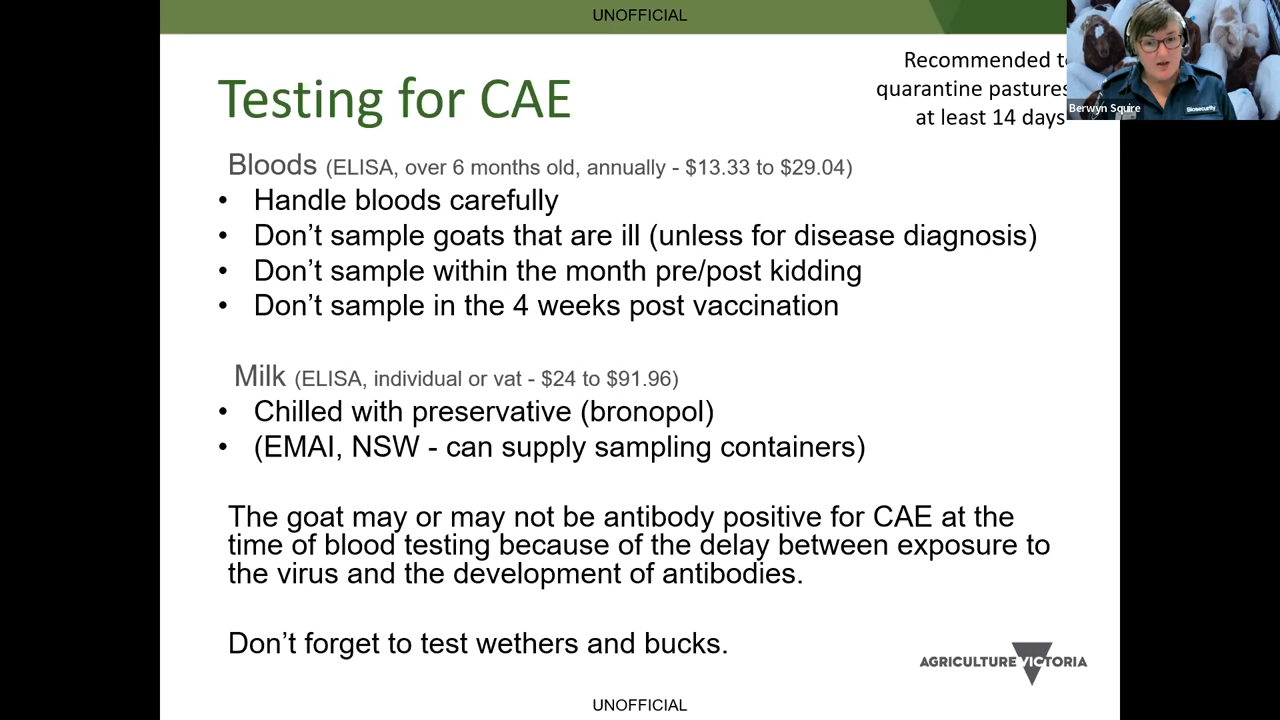 UNOFFICIAL
Testing for CAE
Recommended t
quarantine pastures
at least 14 days
Berwyn Squire
Biosecurity
Bloods (ELISA, over 6 months old, annually - $13.33 to $29.04)
• Handle bloods carefully
• Don’t sample goats that are ill (unless for disease diagnosis)
• Don’t sample within the month pre/post kidding
• Don’t sample in the 4 weeks post vaccination
Milk (ELISA, individual or vat - $24 to $91.96)
• Chilled with preservative (bronopol)
• (EMAI, NSW - can supply sampling containers)
The goat may or may not be antibody positive for CAE at the
time of blood testing because of the delay between exposure to
the virus and the development of antibodies.
Don’t forget to test wethers and bucks.
AGRICULTURE VICTORIA
UNOFFICIAL